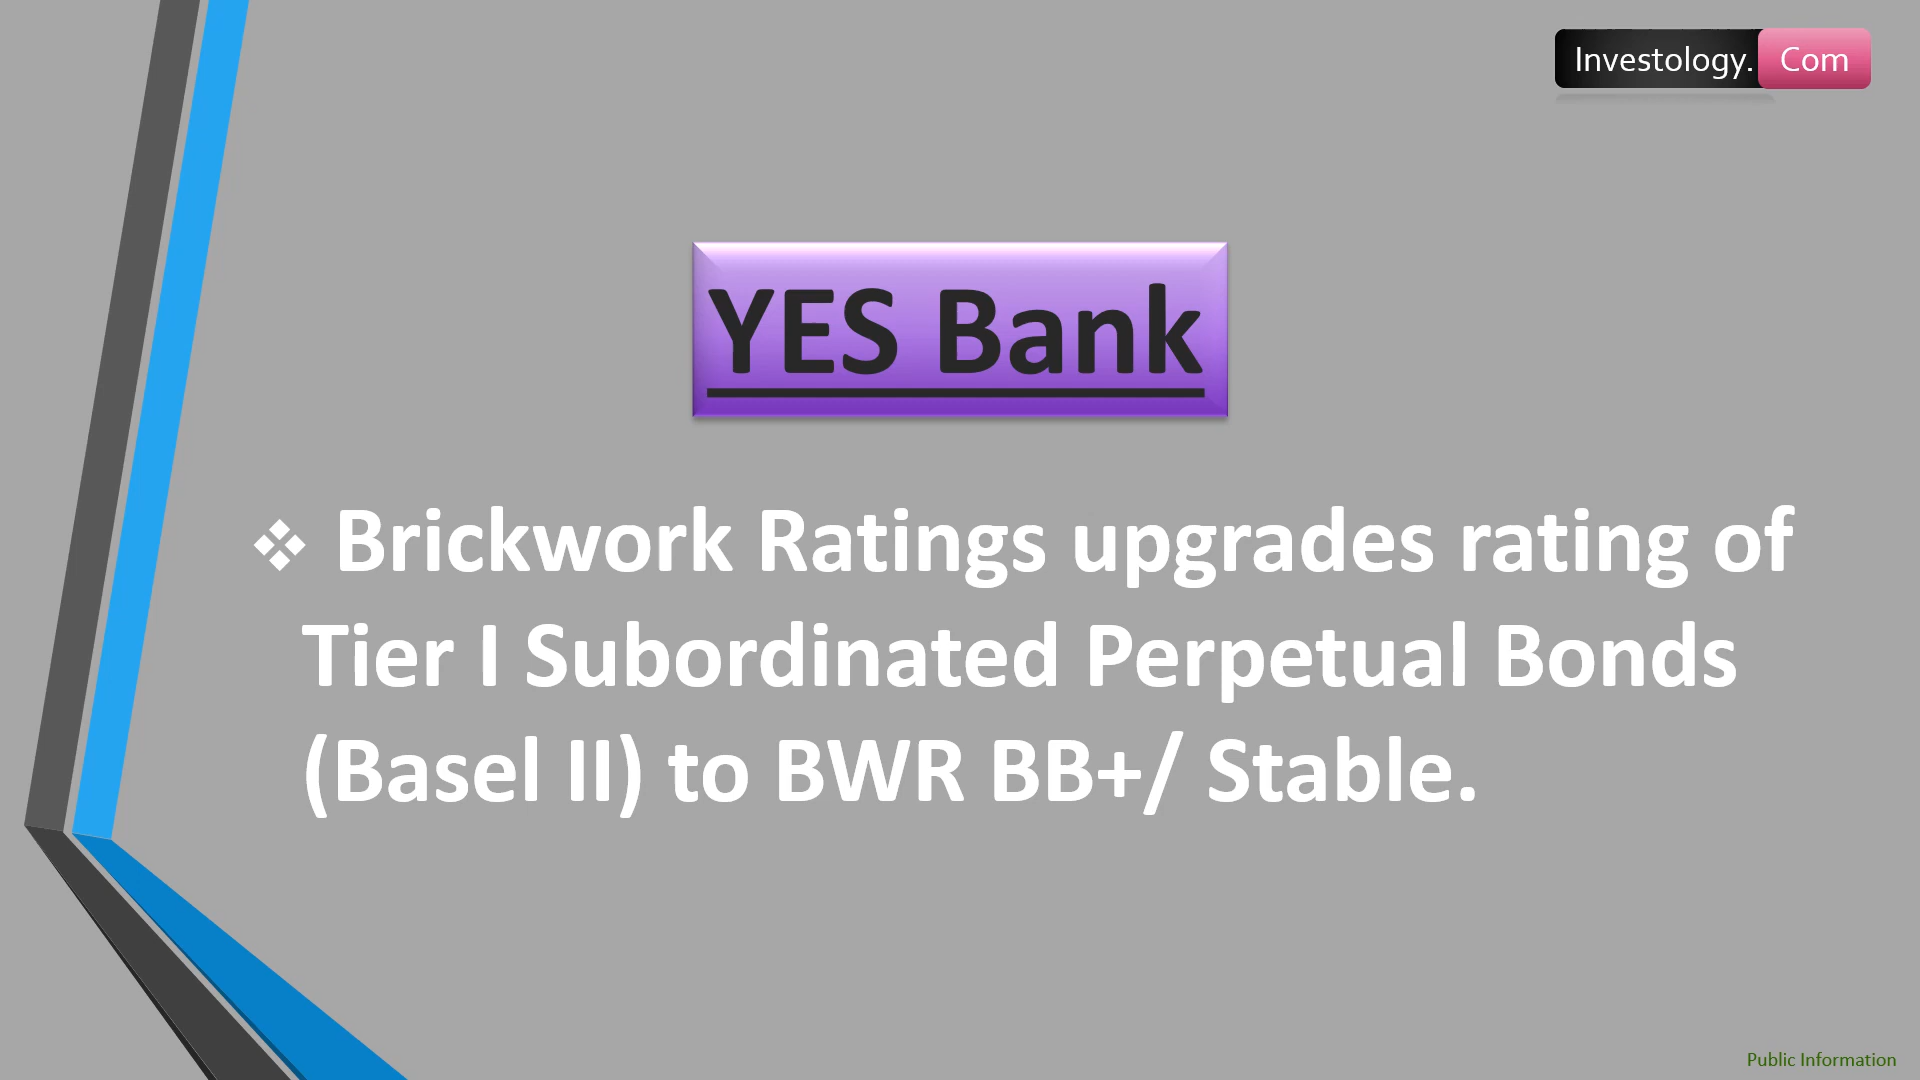 Investology. Com
YES Bank
❖ Brickwork Ratings upgrades rating of
Tier I Subordinated Perpetual Bonds
(Basel II) to BWR BB+/ Stable.
Public Information